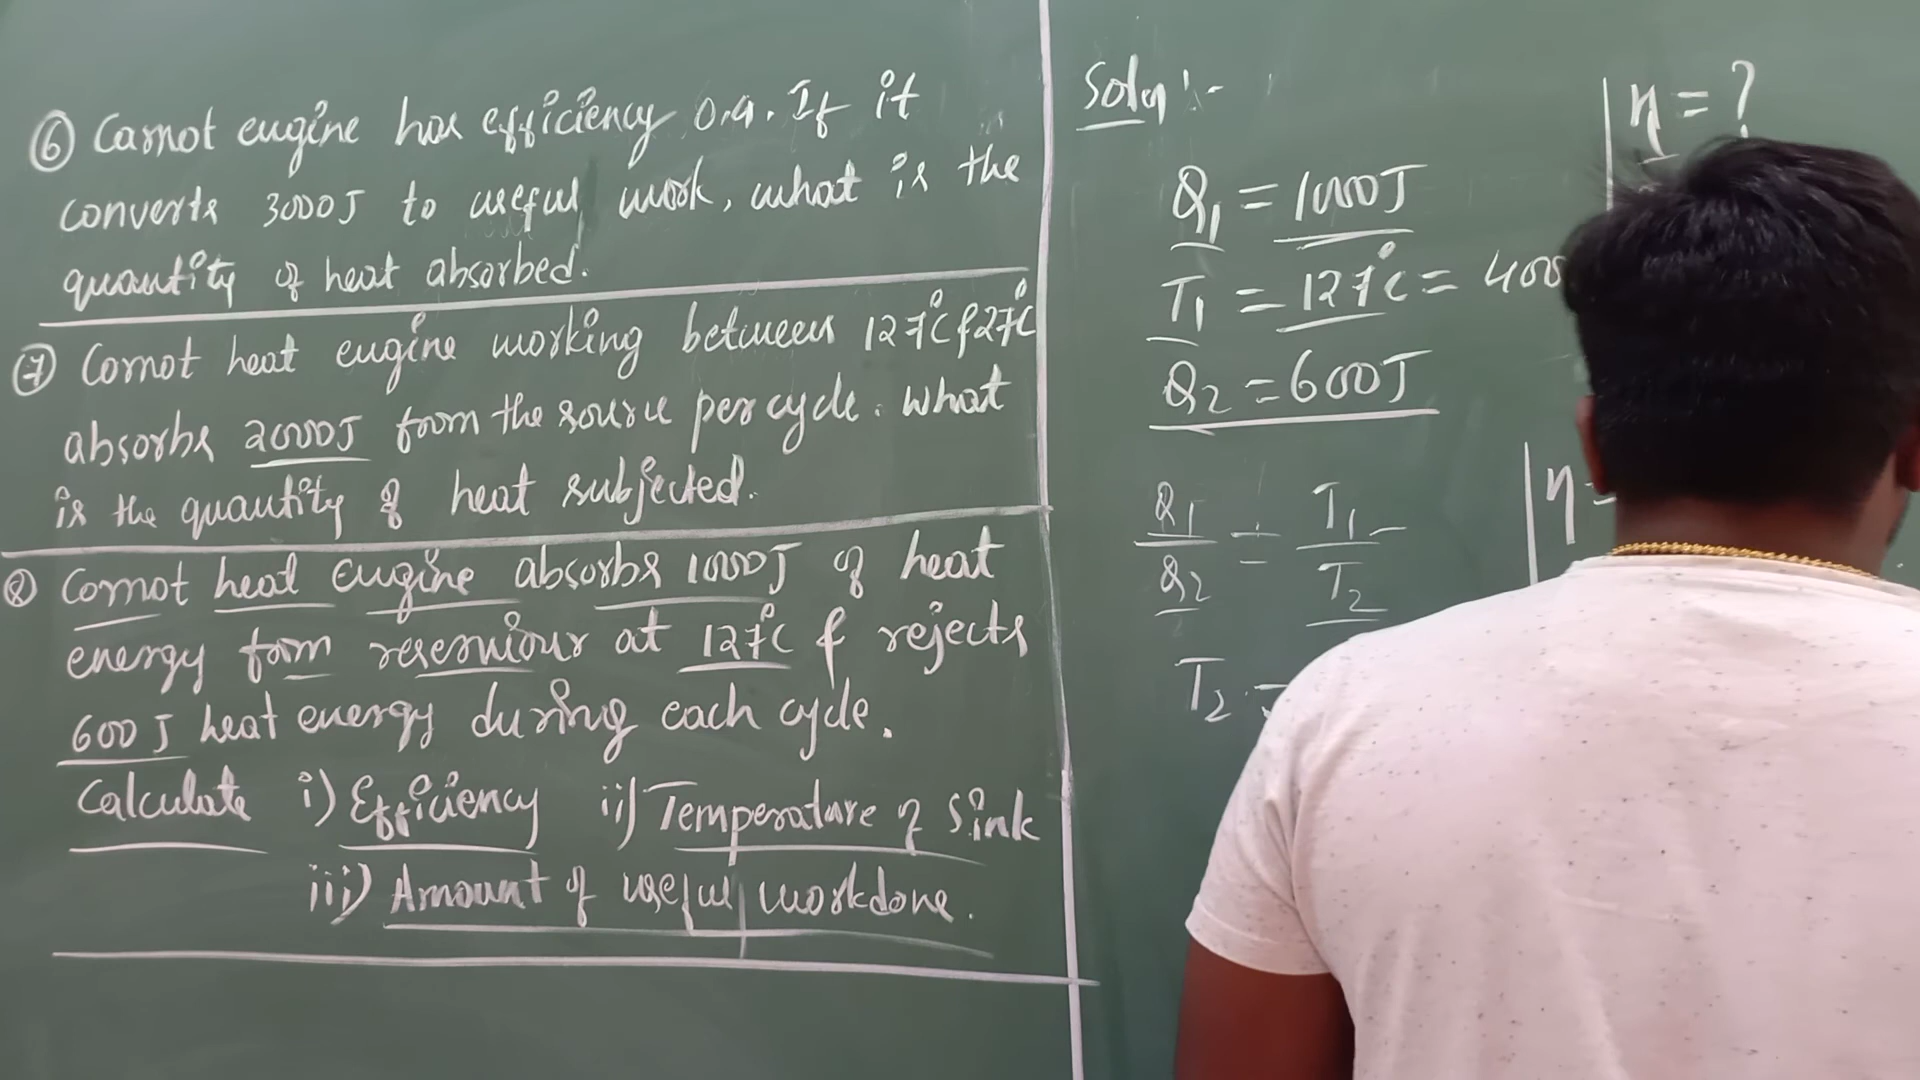 ⑥ Carnot engine has efficiency 0.9. If it
converts 3000J to useful work, what is the
quantity of heat absorbed.
⑦ Carnot heat engine working between 127°C & 27°C
absorbs 2000J from the source per cycle. What
is the quantity of heat subjected.
⑧ Carnot heat engine absorbs 1000J of heat
energy from at 127°C & rejects
600J heat energy during each cycle.
Calculate i) Efficiency ii) Temperature of Sink
iii) Amount of useful workdone.
Soln :-
η = ?
Q₁ = 1000J
T₁ = 127°C = 400
Q₂ = 600J
Q₁/Q₂ = T₁/T₂
η =
T₂ =